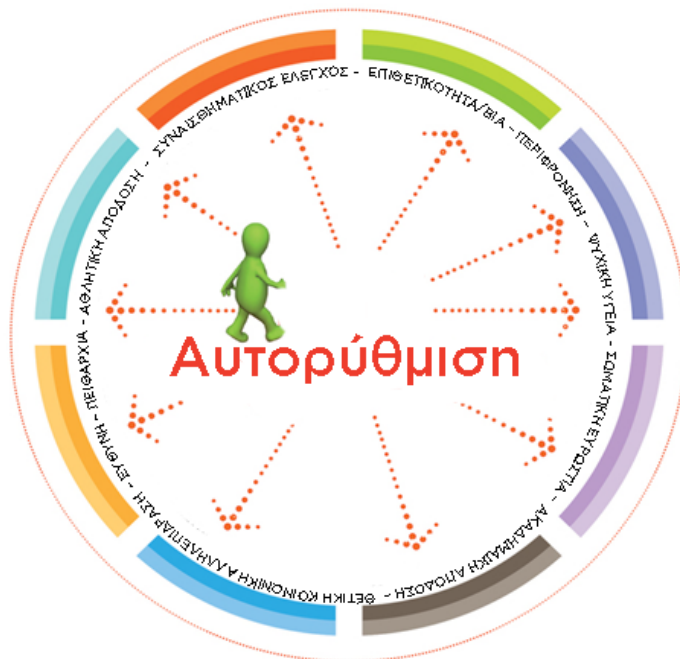 ΣΥΝΑΙΣΘΗΜΑΤΙΚΟΣ ΕΛΕΓΧΟΣ - ΕΠΙΘΕΤΙΚΟΤΗΤΑ/ΒΙΑ - ΠΕΡΙΦΡΟΝΗΣΗ - ΨΥΧΙΚΗ ΥΓΕΙΑ - ΣΩΜΑΤΙΚΗ ΕΥΡΩΣΤΙΑ - ΑΚΑΔΗΜΑΪΚΗ ΑΠΟΔΟΣΗ - ΘΕΤΙΚΗ ΚΟΙΝΩΝΙΚΗ ΑΛΛΗΛΕΠΙΔΡΑΣΗ - ΕΥΘΥΝΗ - ΠΕΙΘΑΡΧΙΑ - ΑΘΛΗΤΙΚΗ ΑΠΟΔΟΣΗ -
Αυτορύθμιση